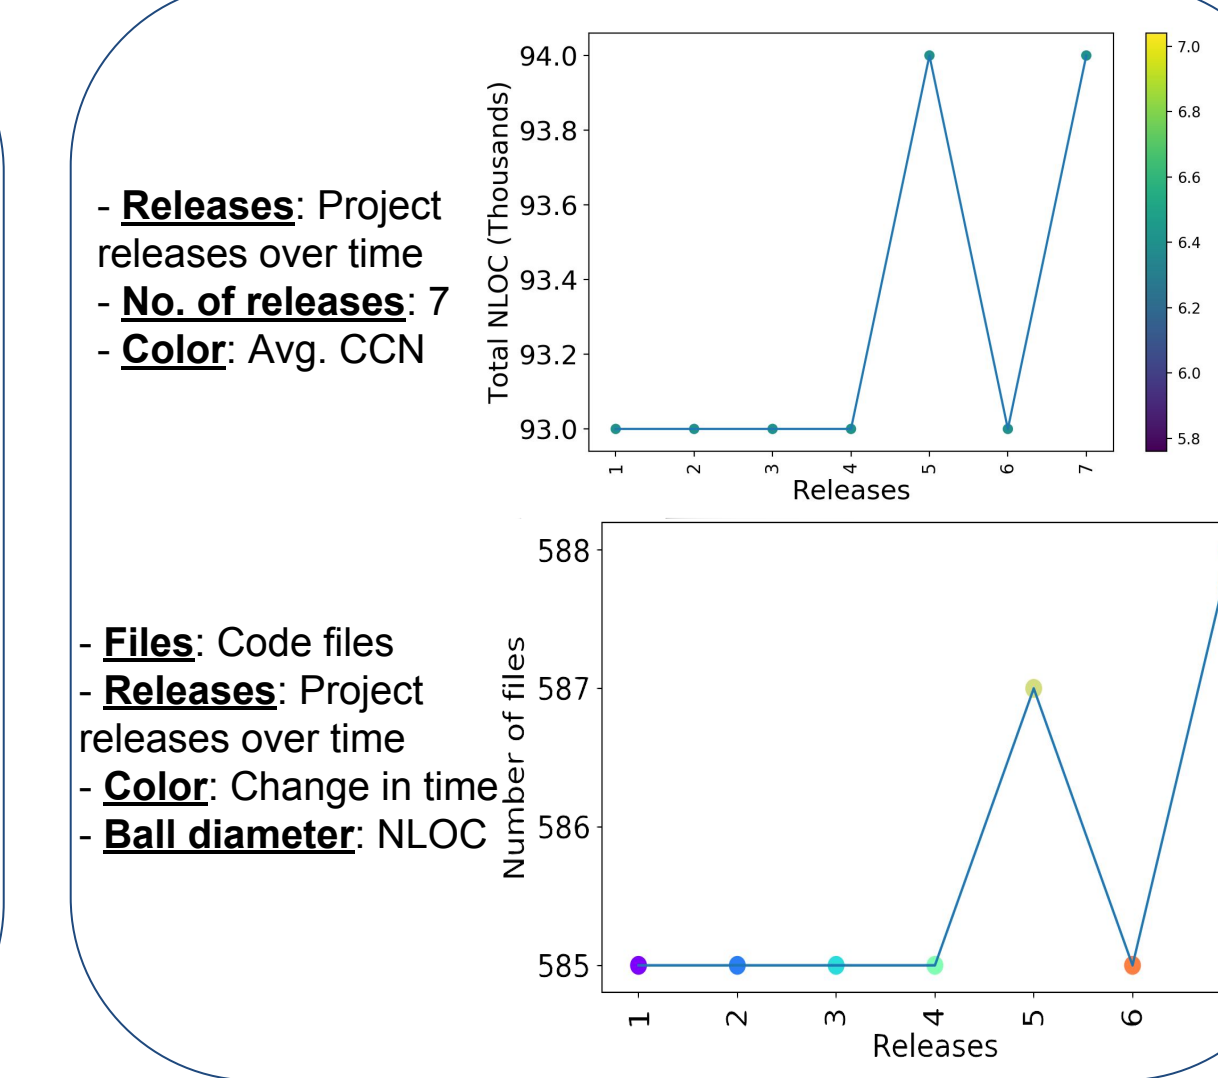 - Releases: Project
releases over time
- No. of releases: 7
- Color: Avg. CCN
Total NLOC (Thousands)
94.0
93.8
93.6
93.4
93.2
93.0
1 2 3 4 5 6 7
Releases
7.0
6.8
6.6
6.4
6.2
6.0
5.8
- Files: Code files
- Releases: Project
releases over time
- Color: Change in time
- Ball diameter: NLOC
Number of files
588
587
586
585
1 2 3 4 5 6
Releases